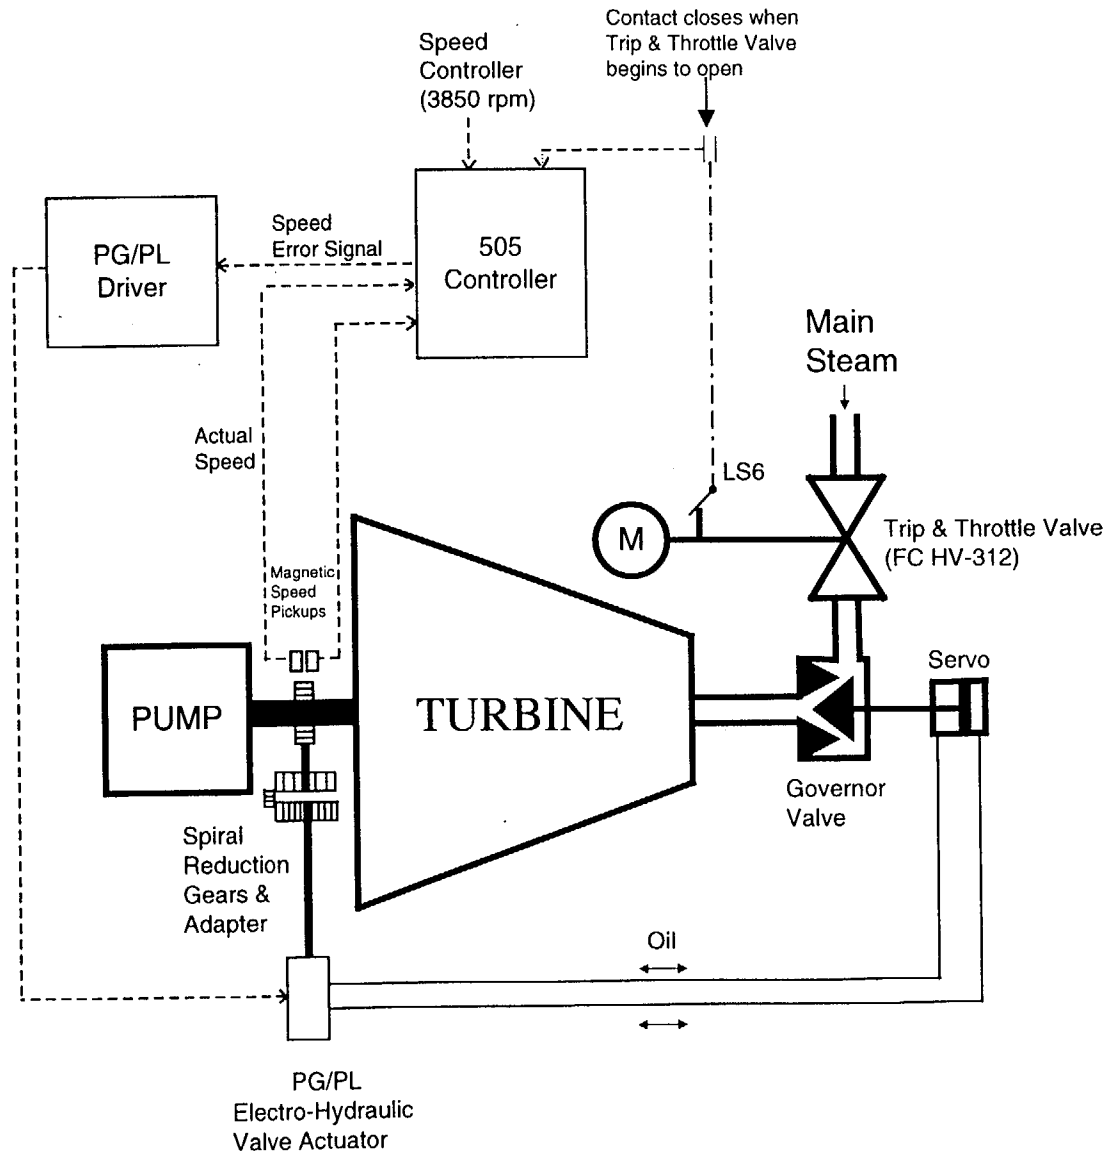 Contact closes when
Trip & Throttle Valve
begins to open
Speed
Controller
(3850 rpm)
505
Controller
Speed
Error Signal
PG/PL
Driver
Main
Steam
Actual
Speed
LS6
M
Trip & Throttle Valve
(FC HV-312)
Magnetic
Speed
Pickups
Servo
PUMP
TURBINE
Governor
Valve
Spiral
Reduction
Gears &
Adapter
Oil
PG/PL
Electro-Hydraulic
Valve Actuator